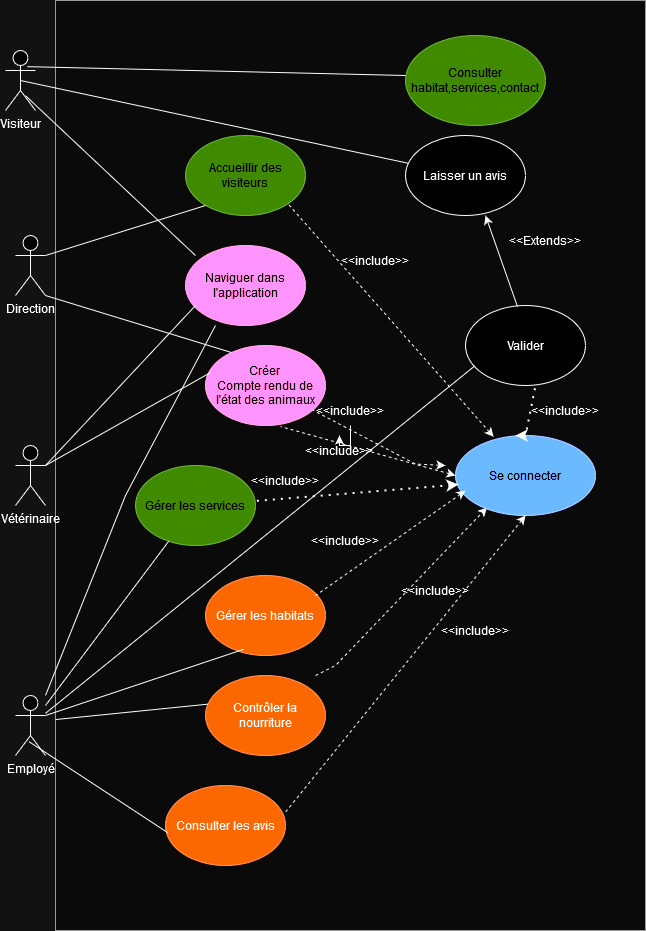 Consulter
habitat,services,contact
Visiteur
Accueillir des
visiteurs
Laisser un avis
<<Extends>>
<<include>>
Direction
Naviguer dans
l'application
Valider
Créer
Compte rendu de
l'état des animaux
<<include>>
<<include>>
<<include>>
Se connecter
<<include>>
Gérer les services
Vétérinaire
<<include>>
<<include>>
Gérer les habitats
<<include>>
Contrôler la
nourriture
Employé
Consulter les avis